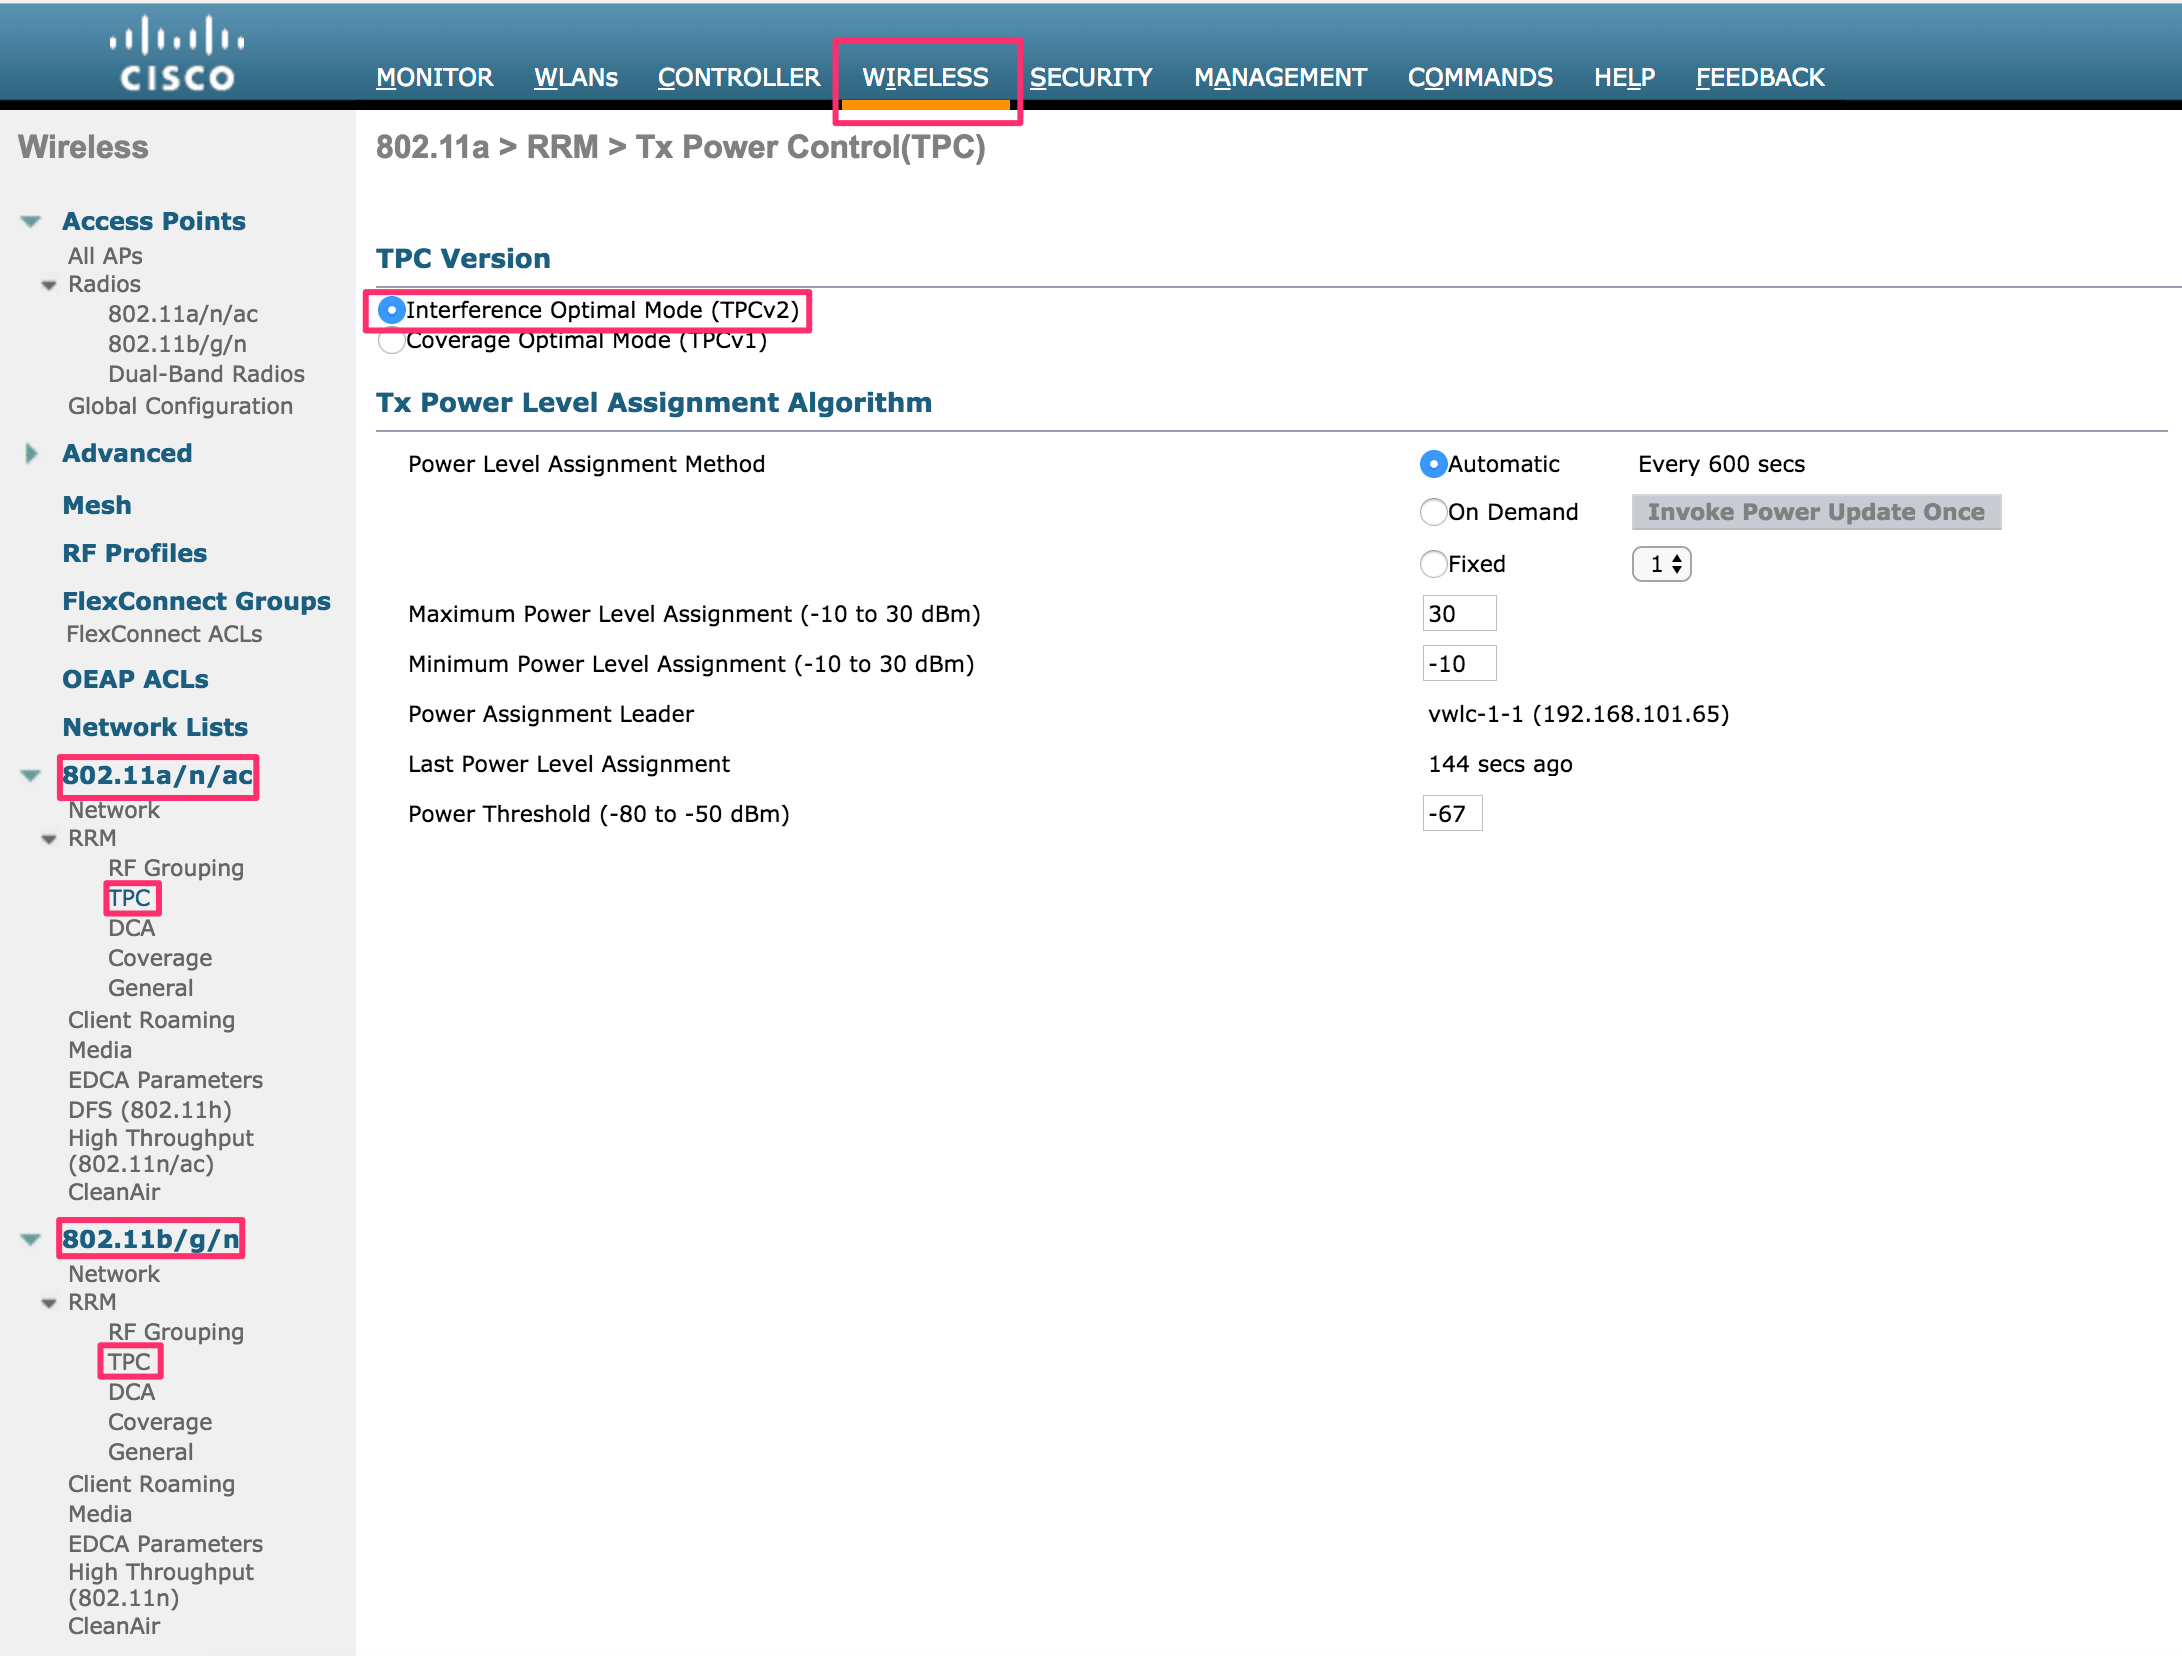 CISCO
MONITOR WLANs CONTROLLER WIRELESS SECURITY MANAGEMENT COMMANDS HELP FEEDBACK
Wireless
Access Points
All APs
Radios
802.11a/n/ac
802.11b/g/n
Dual-Band Radios
Global Configuration
Advanced
Mesh
RF Profiles
FlexConnect Groups
FlexConnect ACLs
OEAP ACLs
Network Lists
802.11a/n/ac
Network
RRM
RF Grouping
TPC
DCA
Coverage
General
Client Roaming
Media
EDCA Parameters
DFS (802.11h)
High Throughput
(802.11n/ac)
CleanAir
802.11b/g/n
Network
RRM
RF Grouping
TPC
DCA
Coverage
General
Client Roaming
Media
EDCA Parameters
High Throughput
(802.11n)
CleanAir
802.11a > RRM > Tx Power Control(TPC)
TPC Version
Interference Optimal Mode (TPCv2)
Coverage Optimal Mode (TPCv1)
Tx Power Level Assignment Algorithm
Power Level Assignment Method Automatic Every 600 secs
On Demand Invoke Power Update Once
Fixed 1
Maximum Power Level Assignment (-10 to 30 dBm) 30
Minimum Power Level Assignment (-10 to 30 dBm) -10
Power Assignment Leader vwlc-1-1 (192.168.101.65)
Last Power Level Assignment 144 secs ago
Power Threshold (-80 to -50 dBm) -67